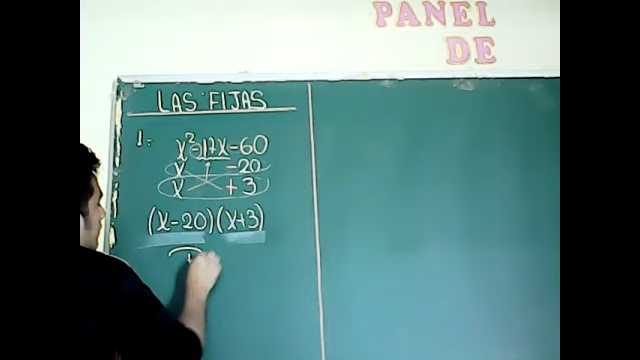 PANEL
DE
LAS FIJAS
1.
x² - 17x - 60
x - 20
x + 3
(x - 20)(x + 3)